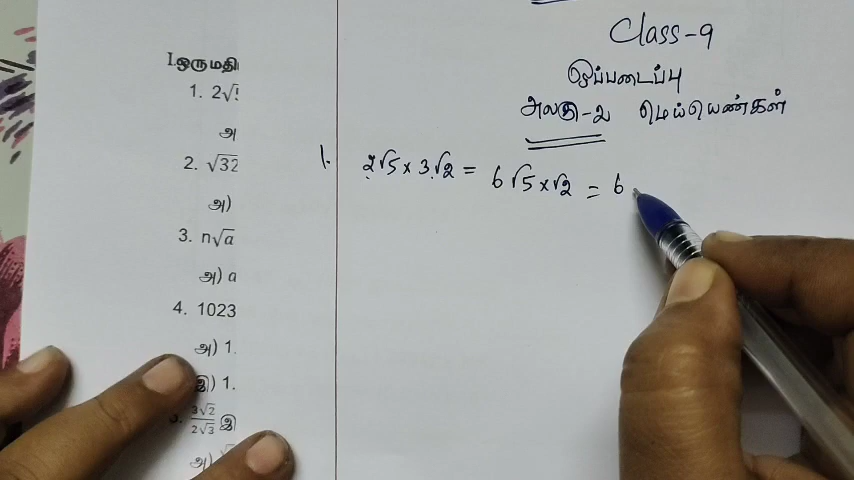 Class-9
ஒப்படைப்பு
அலகு-2 மெய்யெண்கள்
1. 2√5 × 3√2 = 6√5×√2 = 6
I.ஒரு மதி
1. 2√
அ
2. √32
அ)
3. n√a
அ) a
4. 1023
அ) 1.
இ) 1.
3√2
2√3 இ
அ)